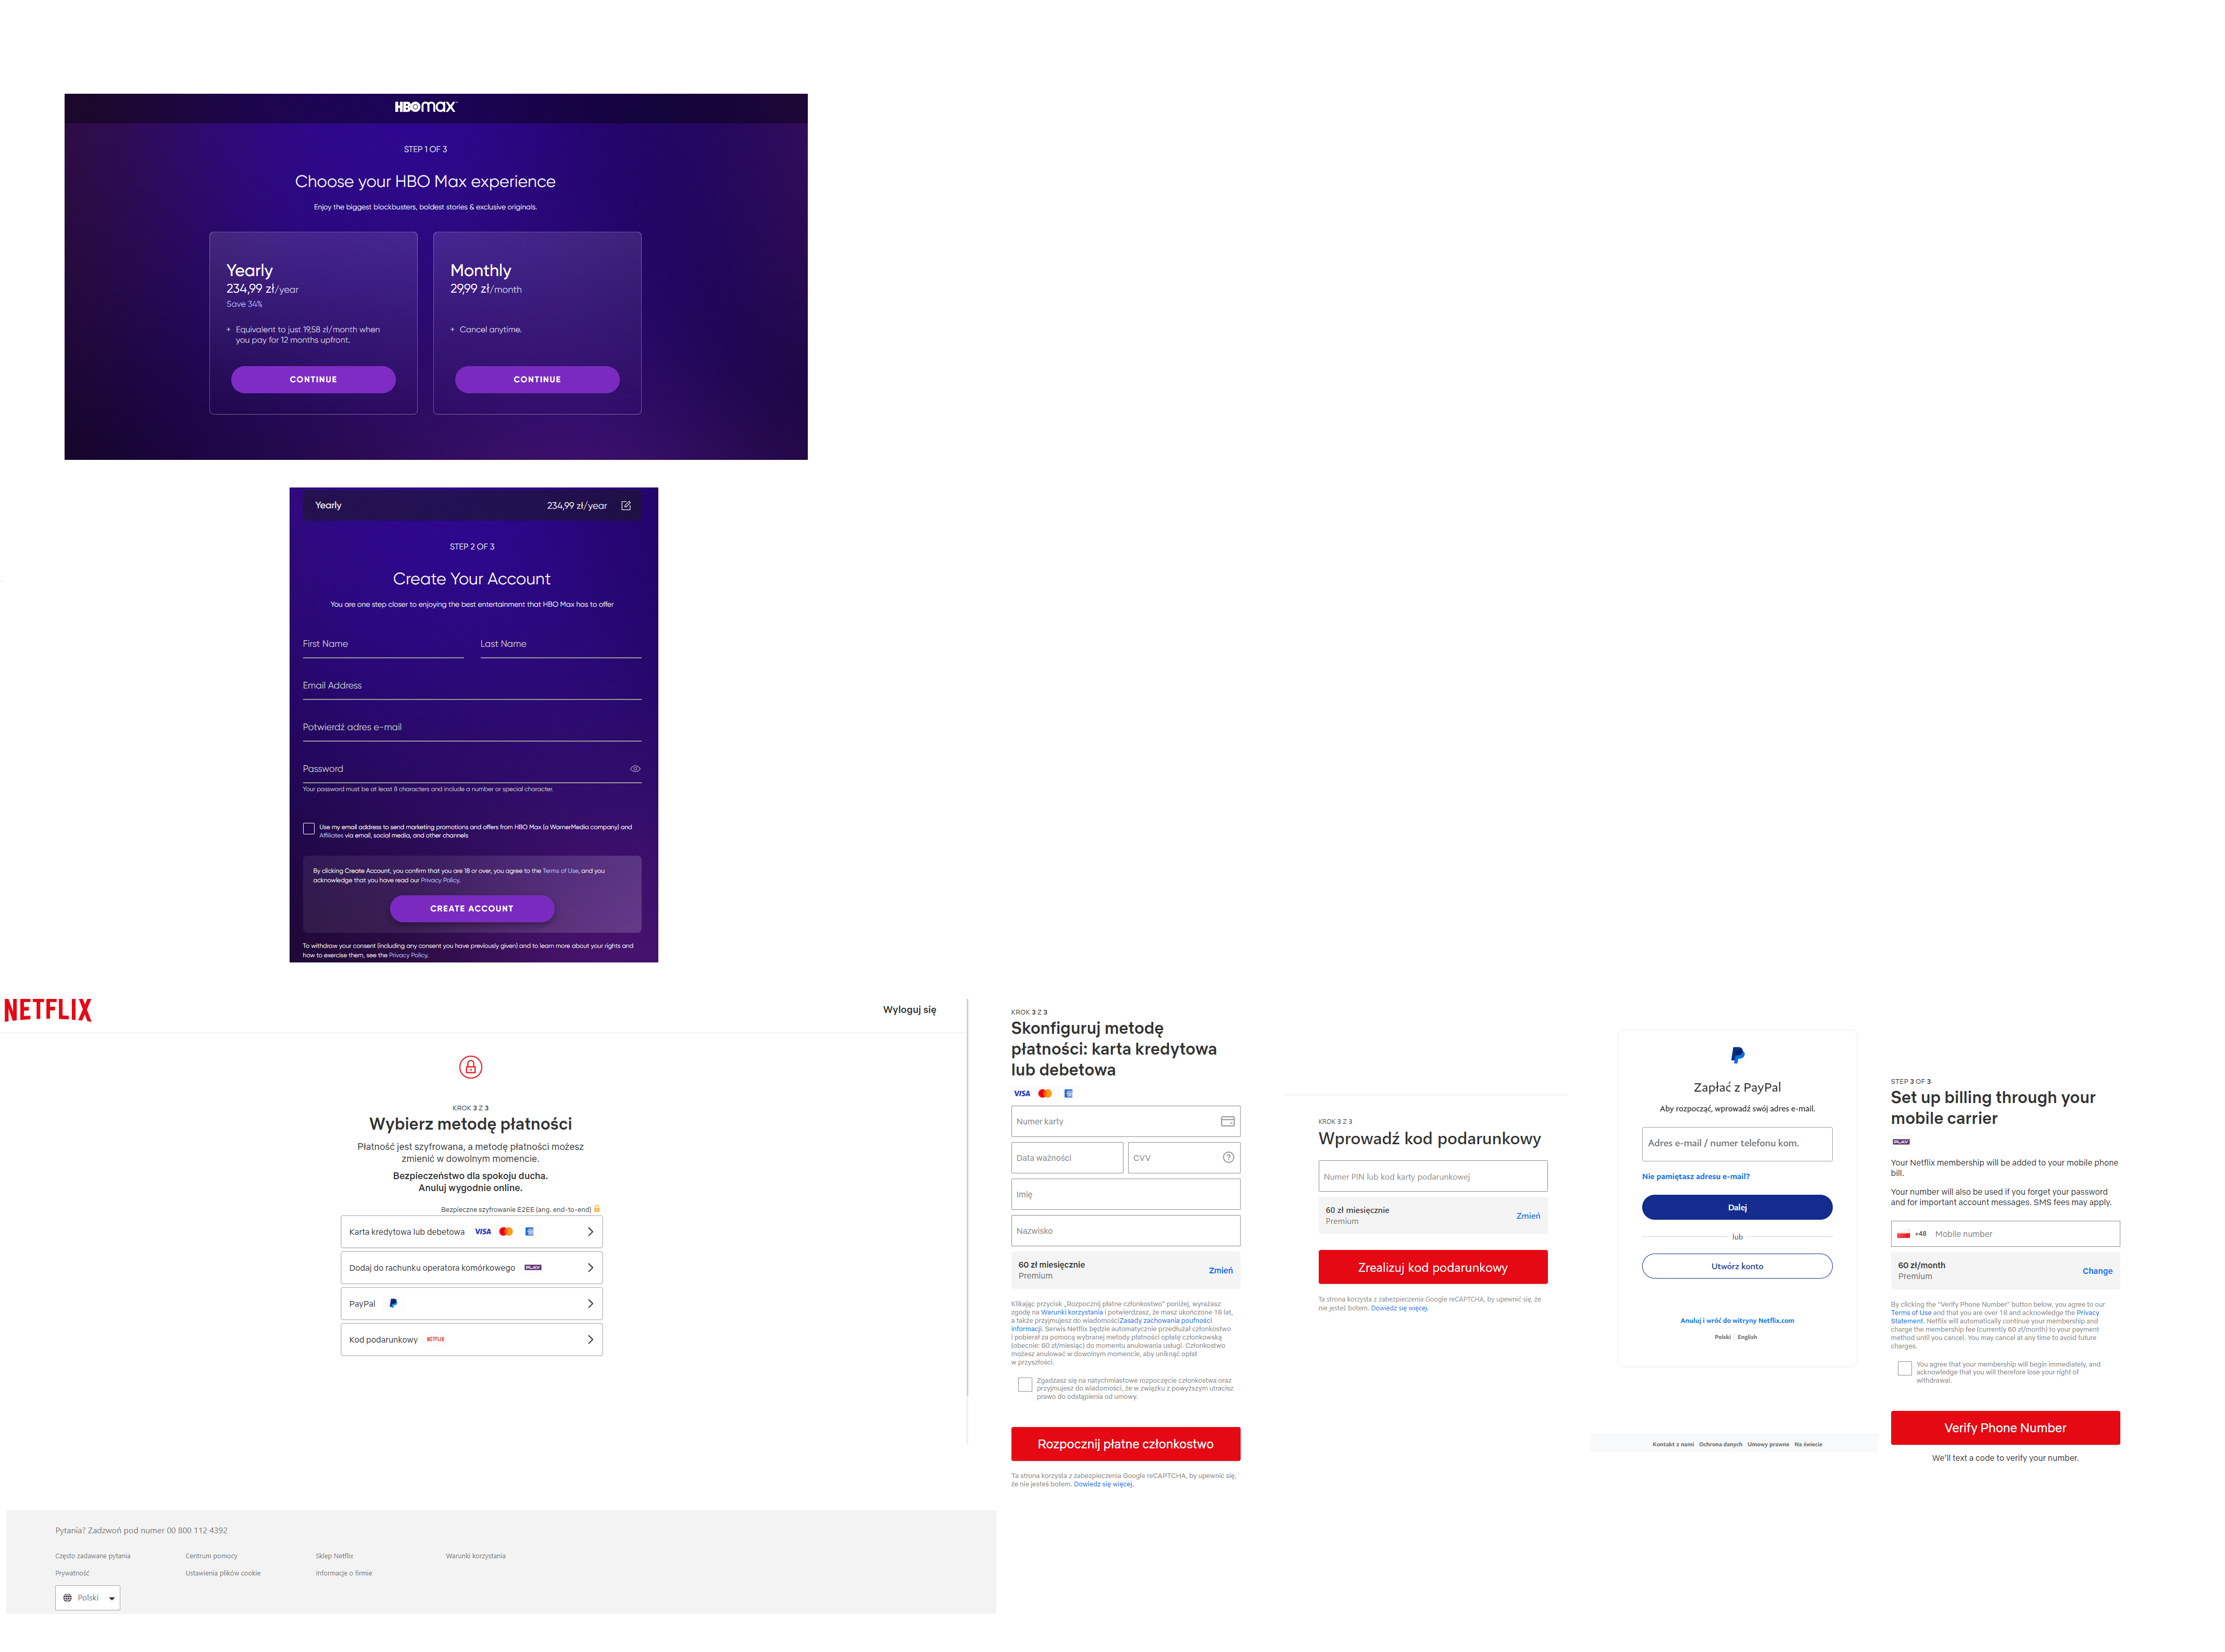 HBOMAX
STEP 1 OF 3
Choose your HBO Max experience
Enjoy the biggest blockbusters, boldest stories & exclusive originals.
Yearly
234,99 zł/year
Save 34%
+ Equivalent to just 19,58 zł/month when
you pay for 12 months upfront.
CONTINUE
Monthly
29,99 zł/month
+ Cancel anytime.
CONTINUE
Yearly 234,99 zł/year
STEP 2 OF 3
Create Your Account
You are one step closer to enjoying the best entertainment that HBO Max has to offer
First Name Last Name
Email Address
Potwierdź adres e-mail
Password
Your password must be at least 8 characters and include a number or special character.
Use my email address to send marketing promotions and offers from HBO Max (a WarnerMedia company) and
Affiliates via email, social media, and other channels
By clicking Create Account, you confirm that you are 18 or over, you agree to the Terms of Use, and you
acknowledge that you have read our Privacy Policy.
CREATE ACCOUNT
To withdraw your consent (including any consent you have previously given) and to learn more about your rights and
how to exercise them, see the Privacy Policy.
NETFLIX Wyloguj się
KROK 3 Z 3
Wybierz metodę płatności
Płatność jest szyfrowana, a metodę płatności możesz
zmienić w dowolnym momencie.
Bezpieczeństwo dla spokoju ducha.
Anuluj wygodnie online.
Bezpieczne szyfrowanie E2EE (ang. end-to-end)
Karta kredytowa lub debetowa VISA
Dodaj do rachunku operatora komórkowego PLAY
PayPal
Kod podarunkowy NETFLIX
Pytania? Zadzwoń pod numer 00 800 112 4392
Często zadawane pytania Centrum pomocy Sklep Netflix Warunki korzystania
Prywatność Ustawienia plików cookie Informacje o firmie
Polski
KROK 3 Z 3
Skonfiguruj metodę
płatności: karta kredytowa
lub debetowa
VISA
Numer karty
Data ważności CVV
Imię
Nazwisko
60 zł miesięcznie
Premium Zmień
Klikając przycisk „Rozpocznij płatne członkostwo” poniżej, wyrażasz
zgodę na Warunki korzystania i potwierdzasz, że masz ukończone 18 lat,
a także przyjmujesz do wiadomościZasady zachowania poufności
informacji. Serwis Netflix będzie automatycznie przedłużał członkostwo
i pobierał za pomocą wybranej metody płatności opłatę członkowską
(obecnie: 60 zł/miesiąc) do momentu anulowania usługi. Członkostwo
możesz anulować w dowolnym momencie, aby uniknąć opłat
w przyszłości.
Zgadzasz się na natychmiastowe rozpoczęcie członkostwa oraz
przyjmujesz do wiadomości, że w związku z powyższym utracisz
prawo do odstąpienia od umowy.
Rozpocznij płatne członkostwo
Ta strona korzysta z zabezpieczenia Google reCAPTCHA, by upewnić się,
że nie jesteś botem. Dowiedz się więcej.
KROK 3 Z 3
Wprowadź kod podarunkowy
Numer PIN lub kod karty podarunkowej
60 zł miesięcznie
Premium Zmień
Zrealizuj kod podarunkowy
Ta strona korzysta z zabezpieczenia Google reCAPTCHA, by upewnić się, że
nie jesteś botem. Dowiedz się więcej.
Zapłać z PayPal
Aby rozpocząć, wprowadź swój adres e-mail.
Adres e-mail / numer telefonu kom.
Nie pamiętasz adresu e-mail?
Dalej
lub
Utwórz konto
Anuluj i wróć do witryny Netflix.com
Polski | English
Kontakt z nami Ochrona danych Umowy prawne Na świecie
STEP 3 OF 3
Set up billing through your
mobile carrier
PLAY
Your Netflix membership will be added to your mobile phone
bill.
Your number will also be used if you forget your password
and for important account messages. SMS fees may apply.
+48 Mobile number
60 zł/month
Premium Change
By clicking the “Verify Phone Number” button below, you agree to our
Terms of Use and that you are over 18 and acknowledge the Privacy
Statement. Netflix will automatically continue your membership and
charge the membership fee (currently 60 zł/month) to your payment
method until you cancel. You may cancel at any time to avoid future
charges.
You agree that your membership will begin immediately, and
acknowledge that you will therefore lose your right of
withdrawal.
Verify Phone Number
We'll text a code to verify your number.